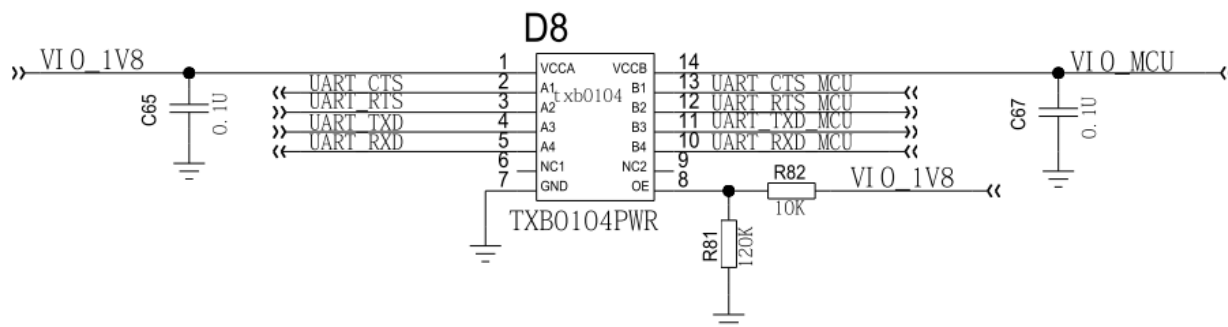 D8
VIO_1V8
1
VCCA
VCCB
14
VIO_MCU
UART_CTS
2
A1
B1
13
UART_CTS_MCU
txb0104
UART_RTS
3
A2
B2
12
UART_RTS_MCU
UART_TXD
4
A3
B3
11
UART_TXD_MCU
UART_RXD
5
A4
B4
10
UART_RXD_MCU
6
NC1
NC2
9
7
GND
OE
8
C65
0.1U
C67
0.1U
R82
10K
VIO_1V8
TXB0104PWR
R81
120K